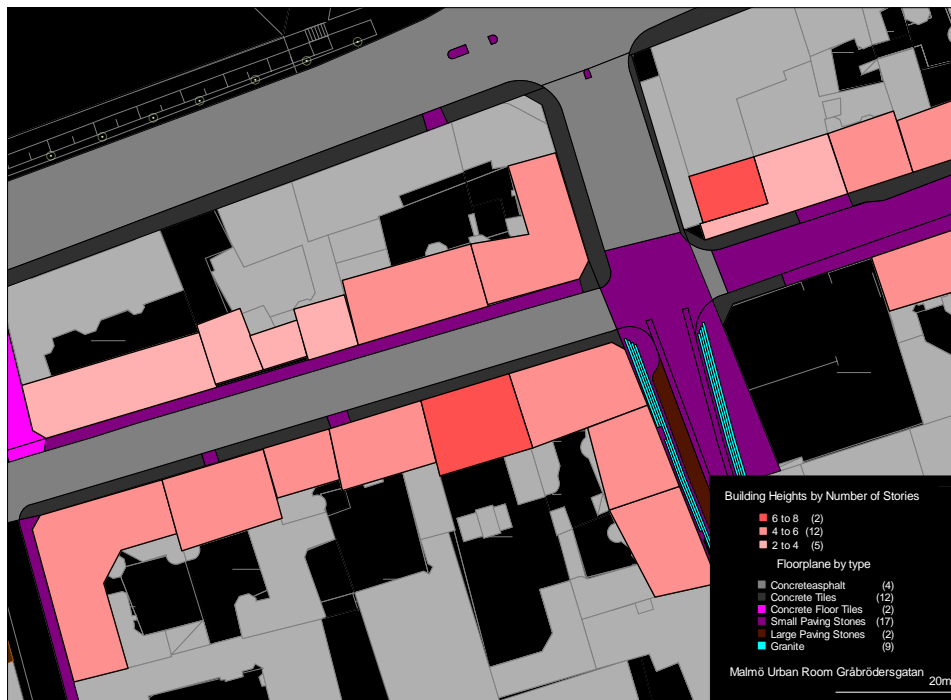 Building Heights by Number of Stories
6 to 8 (2)
4 to 6 (12)
2 to 4 (5)
Floorplane by type
Concreteasphalt (4)
Concrete Tiles (12)
Concrete Floor Tiles (2)
Small Paving Stones (17)
Large Paving Stones (2)
Granite (9)
Malmö Urban Room Gråbrödersgatan
20m